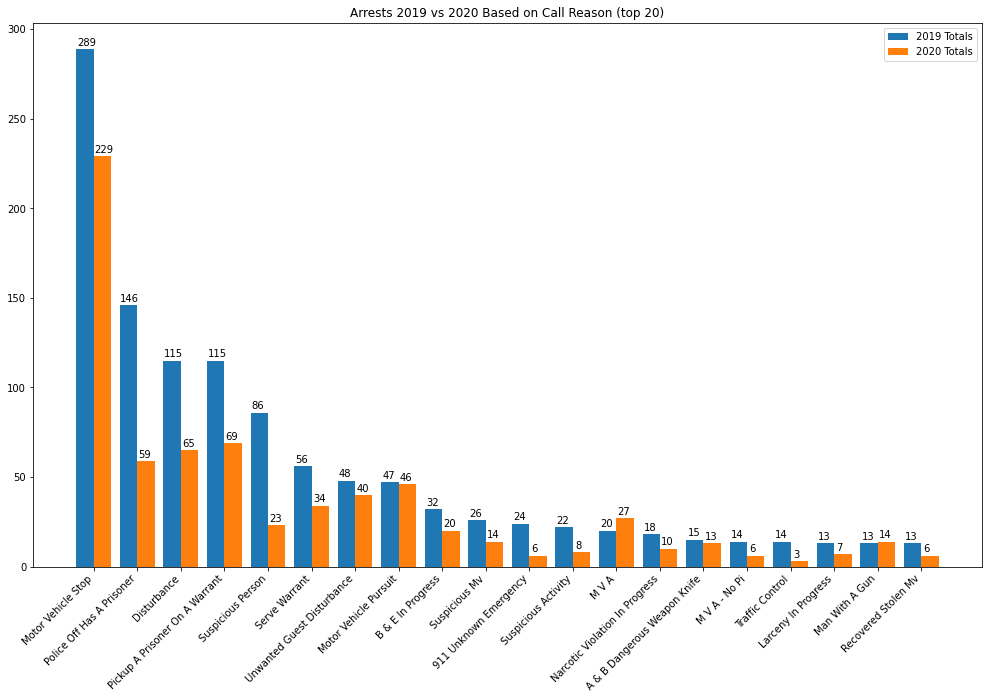 Arrests 2019 vs 2020 Based on Call Reason (top 20)
2019 Totals
2020 Totals
300
250
200
150
100
50
0
289
229
146
59
115
65
115
69
86
23
56
34
48
40
47
46
32
20
26
14
24
6
22
8
20
27
18
10
15
13
14
6
14
3
13
7
13
14
13
6
Motor Vehicle Stop
Police Off Has A Prisoner
Disturbance
Pickup A Prisoner On A Warrant
Suspicious Person
Serve Warrant
Unwanted Guest Disturbance
Motor Vehicle Pursuit
B & E In Progress
Suspicious Mv
911 Unknown Emergency
Suspicious Activity
M V A
Narcotic Violation In Progress
A & B Dangerous Weapon Knife
M V A - No Pi
Traffic Control
Larceny In Progress
Man With A Gun
Recovered Stolen Mv